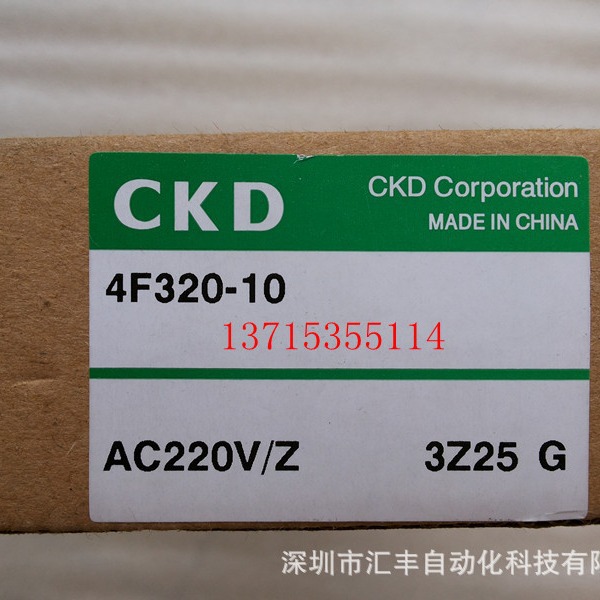 CKD
CKD Corporation
MADE IN CHINA
4F320-10
13715355114
AC220V/Z 3Z25 G
深圳市汇丰自动化科技有限